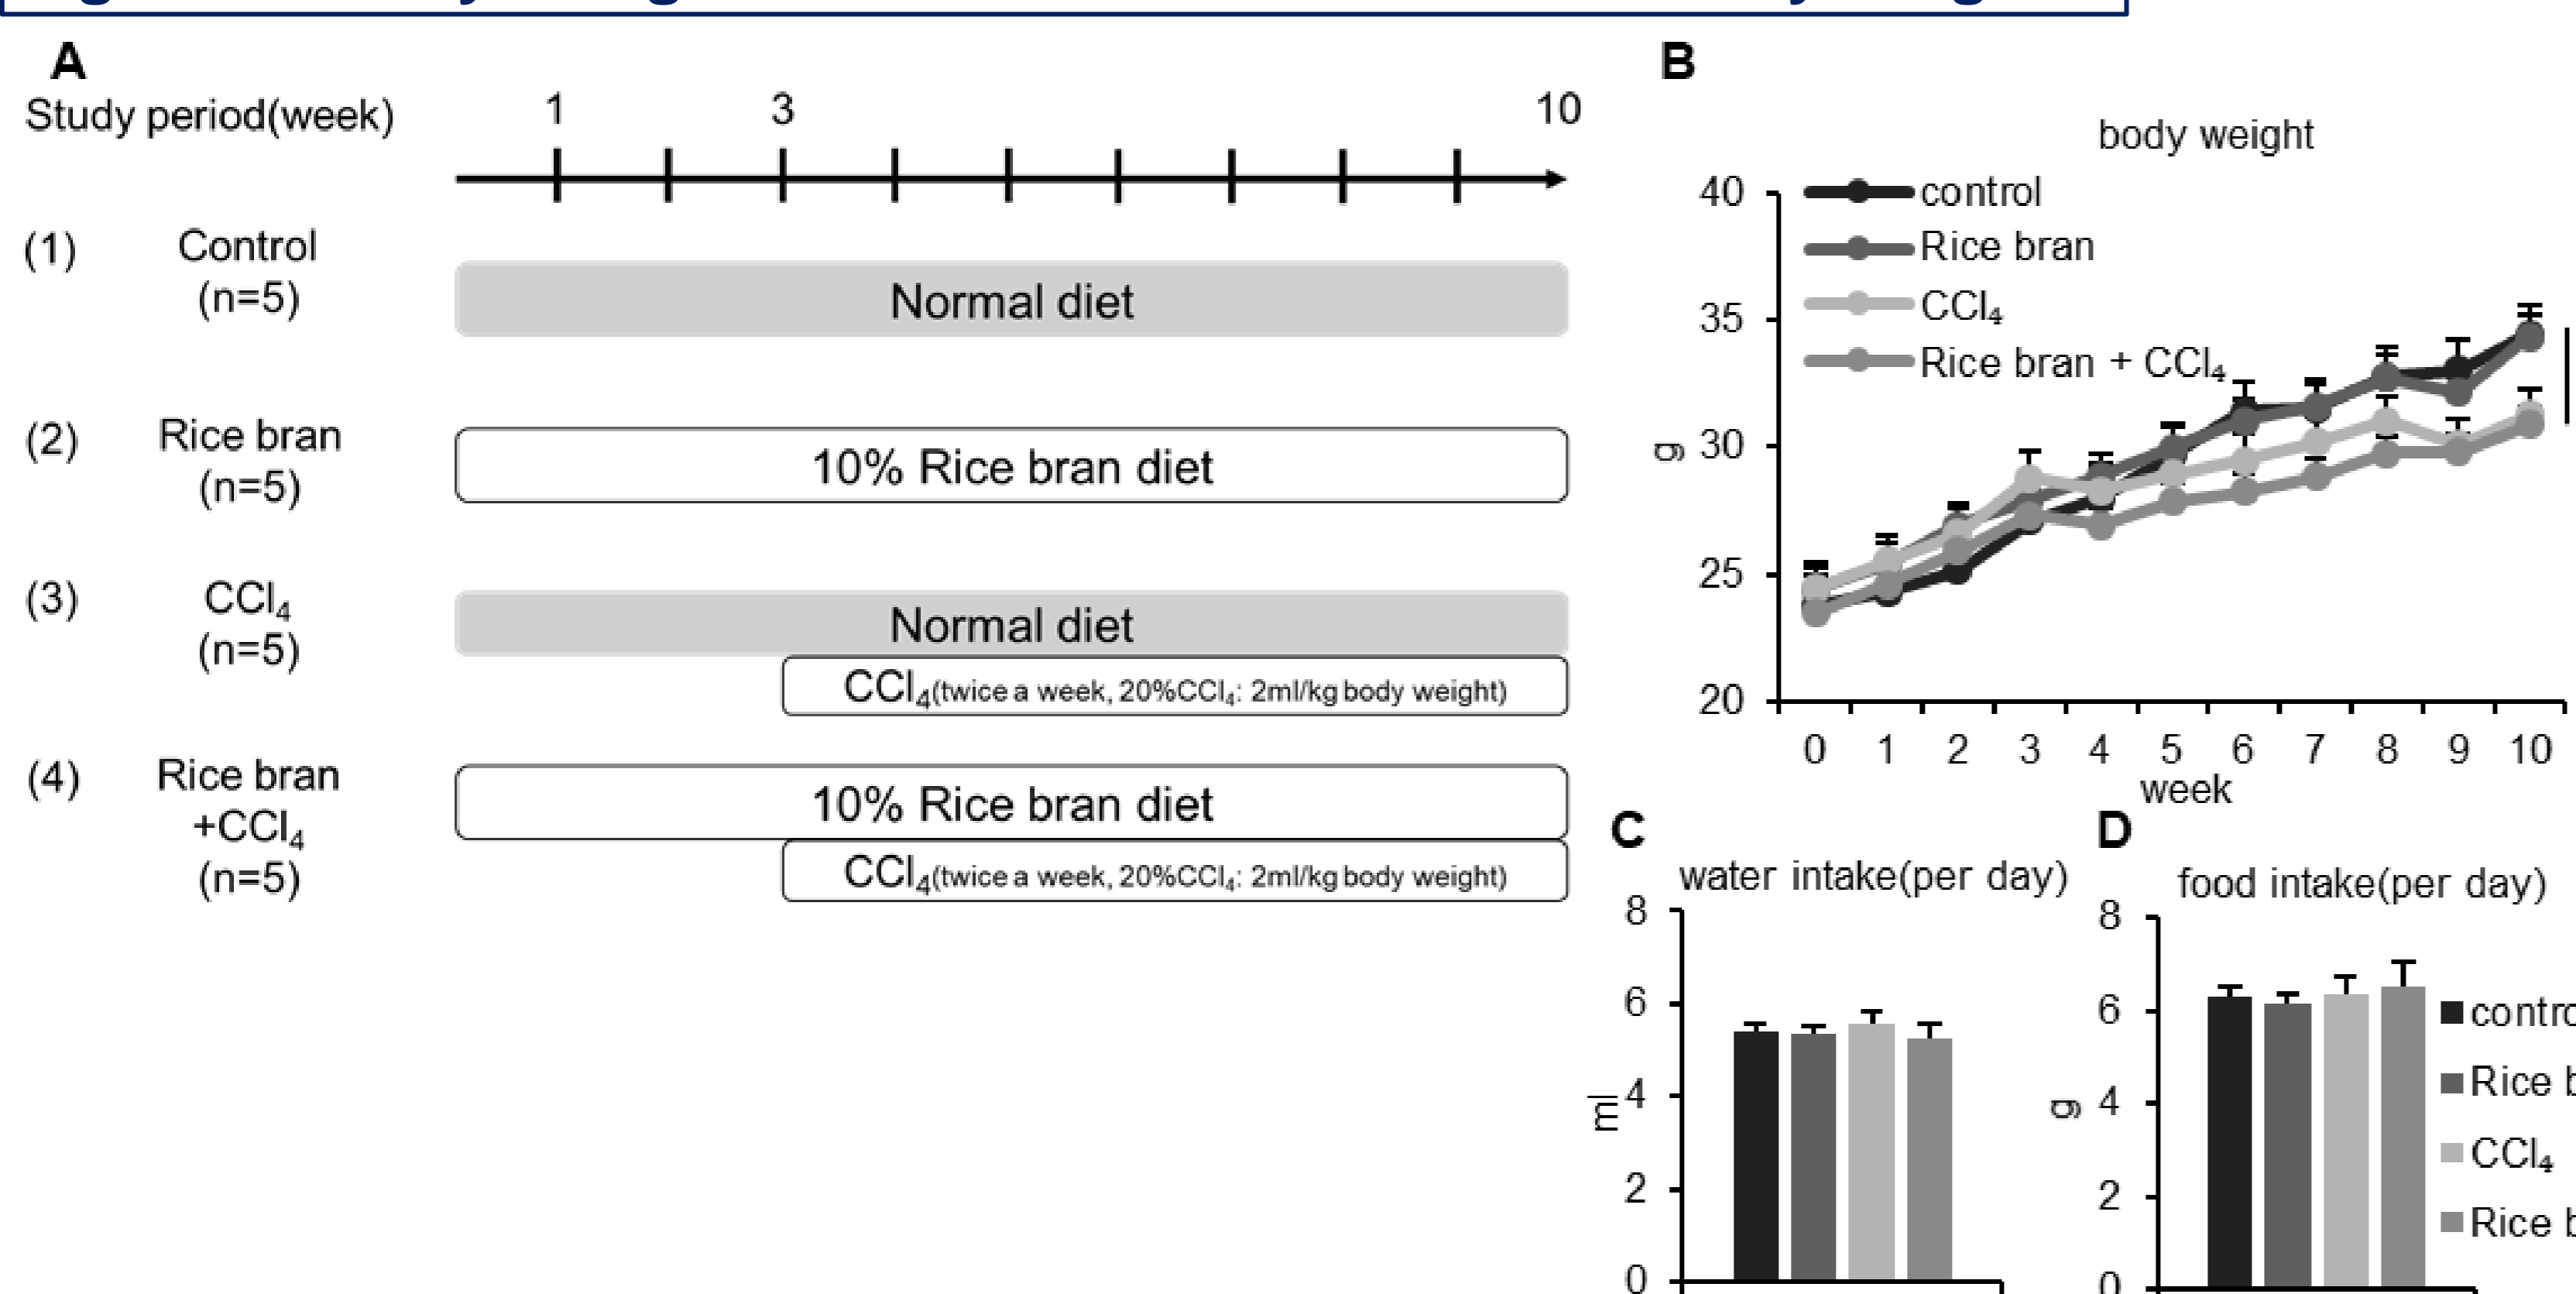 A
Study period(week)
1
3
10
(1)
Control
(n=5)
Normal diet
(2)
Rice bran
(n=5)
10% Rice bran diet
(3)
CCl₄
(n=5)
Normal diet
CCl₄(twice a week, 20%CCl₄: 2ml/kg body weight)
(4)
Rice bran
+CCl₄
(n=5)
10% Rice bran diet
CCl₄(twice a week, 20%CCl₄: 2ml/kg body weight)
B
body weight
control
Rice bran
CCl₄
Rice bran + CCl₄
40
35
30
25
20
g
0 1 2 3 4 5 6 7 8 9 10
week
C
water intake(per day)
8
6
4
2
0
ml
D
food intake(per day)
8
6
4
2
0
g
Rice
CCl₄
Rice